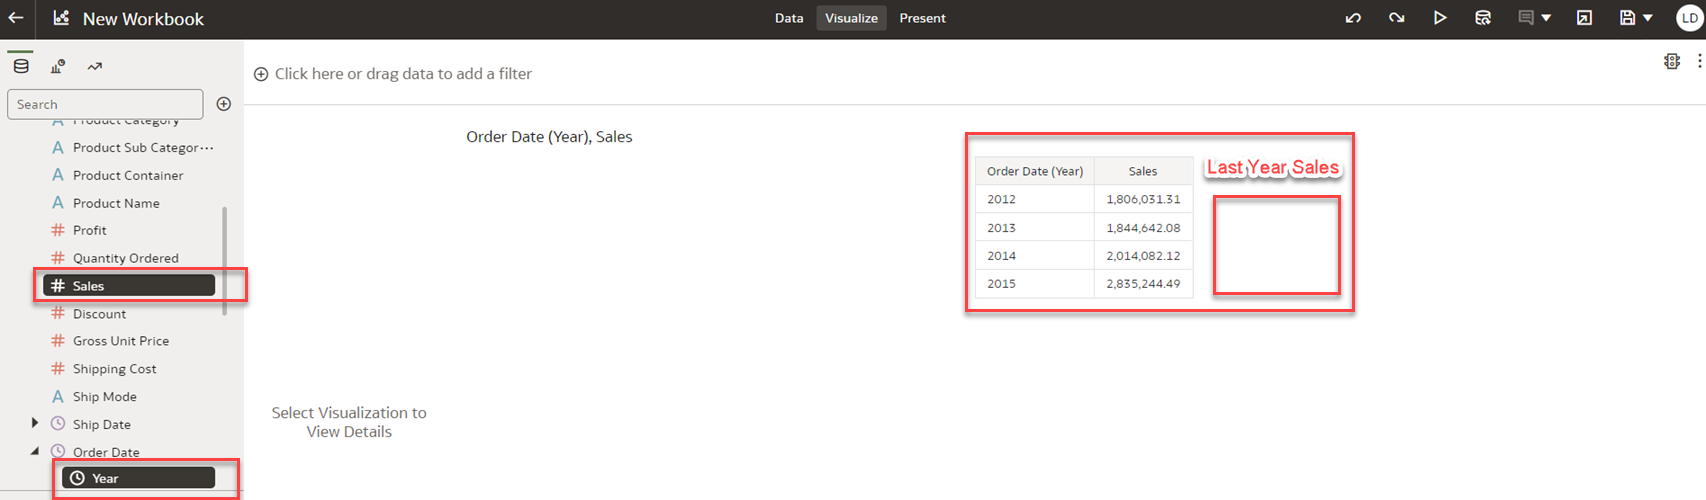 New Workbook
Data Visualize Present
LD
Search
Click here or drag data to add a filter
Product Category
A Product Sub Categor...
A Product Container
A Product Name
# Profit
# Quantity Ordered
# Sales
# Discount
# Gross Unit Price
# Shipping Cost
A Ship Mode
Ship Date
Order Date
Year
Order Date (Year), Sales
Select Visualization to
View Details
Order Date (Year) Sales
2012 1,806,031.31
2013 1,844,642.08
2014 2,014,082.12
2015 2,835,244.49
Last Year Sales